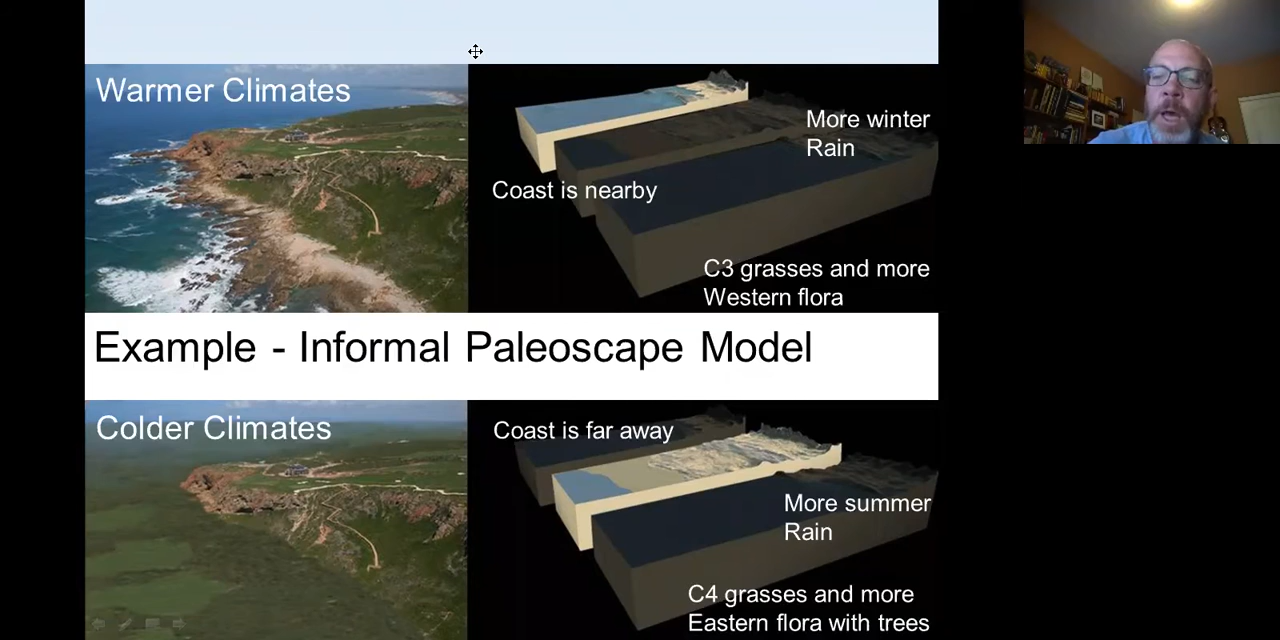 Warmer Climates
More winter
Rain
Coast is nearby
C3 grasses and more
Western flora
Example - Informal Paleoscape Model
Colder Climates
Coast is far away
More summer
Rain
C4 grasses and more
Eastern flora with trees